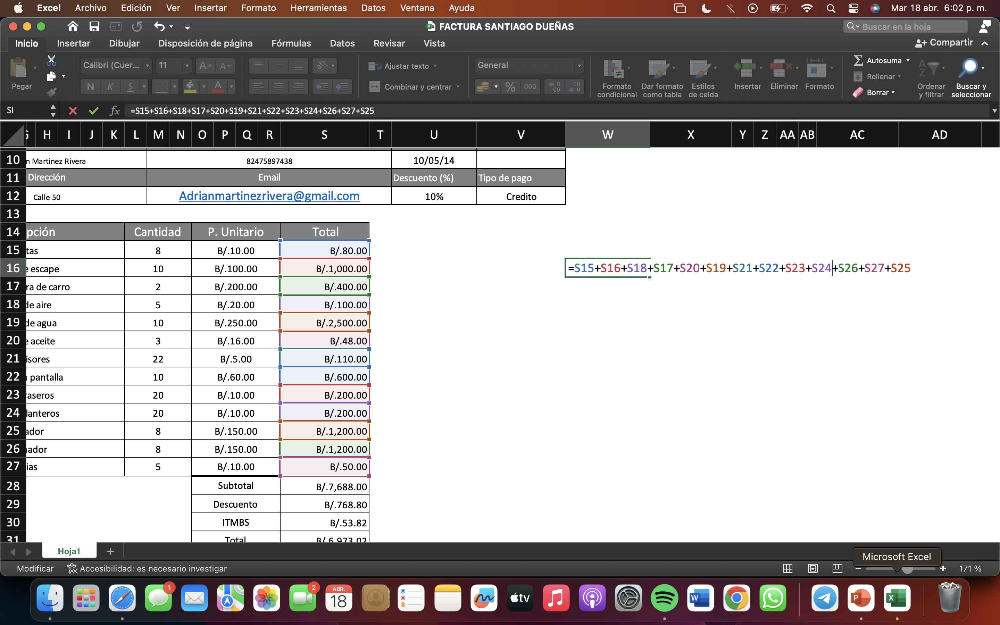 Excel Archivo Edición Ver Insertar Formato Herramientas Datos Ventana Ayuda Mar 18 abr. 6:02 p. m.
FACTURA SANTIAGO DUEÑAS
Buscar en la hoja
Inicio Insertar Dibujar Disposición de página Fórmulas Datos Revisar Vista Compartir
Pegar
Calibri (Cuer... 11
N K S
Ajustar texto
Combinar y centrar
General
% 000
Formato condicional
Dar formato como tabla
Estilos de celda
Insertar Eliminar Formato
Autosuma
Rellenar
Borrar
Ordenar y filtrar
Buscar y seleccionar
SI fx =S15+S16+S18+S17+S20+S19+S21+S22+S23+S24+S26+S27+S25
H I J K L M N O P Q R S T U V W X Y Z AA AB AC AD
10 n Martinez Rivera 82475897438 10/05/14
11 Dirección Email Descuento (%) Tipo de pago
12 Calle 50 Adrianmartinezrivera@gmail.com 10% Credito
13
14 pción Cantidad P. Unitario Total
15 tas 8 B/.10.00 B/.80.00
16 e escape 10 B/.100.00 B/.1,000.00 =S15+S16+S18+S17+S20+S19+S21+S22+S23+S24+S26+S27+S25
17 ra de carro 2 B/.200.00 B/.400.00
18 de aire 5 B/.20.00 B/.100.00
19 de agua 10 B/.250.00 B/.2,500.00
20 e aceite 3 B/.16.00 B/.48.00
21 isores 22 B/.5.00 B/.110.00
22 pantalla 10 B/.60.00 B/.600.00
23 raseros 20 B/.10.00 B/.200.00
24 lanteros 20 B/.10.00 B/.200.00
25 ador 8 B/.150.00 B/.1,200.00
26 nador 8 B/.150.00 B/.1,200.00
27 ias 5 B/.10.00 B/.50.00
28 Subtotal B/.7,688.00
29 Descuento B/.768.80
30 ITMBS B/.53.82
31 Total B/.6,973.02
Hoja1
Microsoft Excel
Modificar Accesibilidad: es necesario investigar 171 %
1 2 ABR. 18 tv W P X